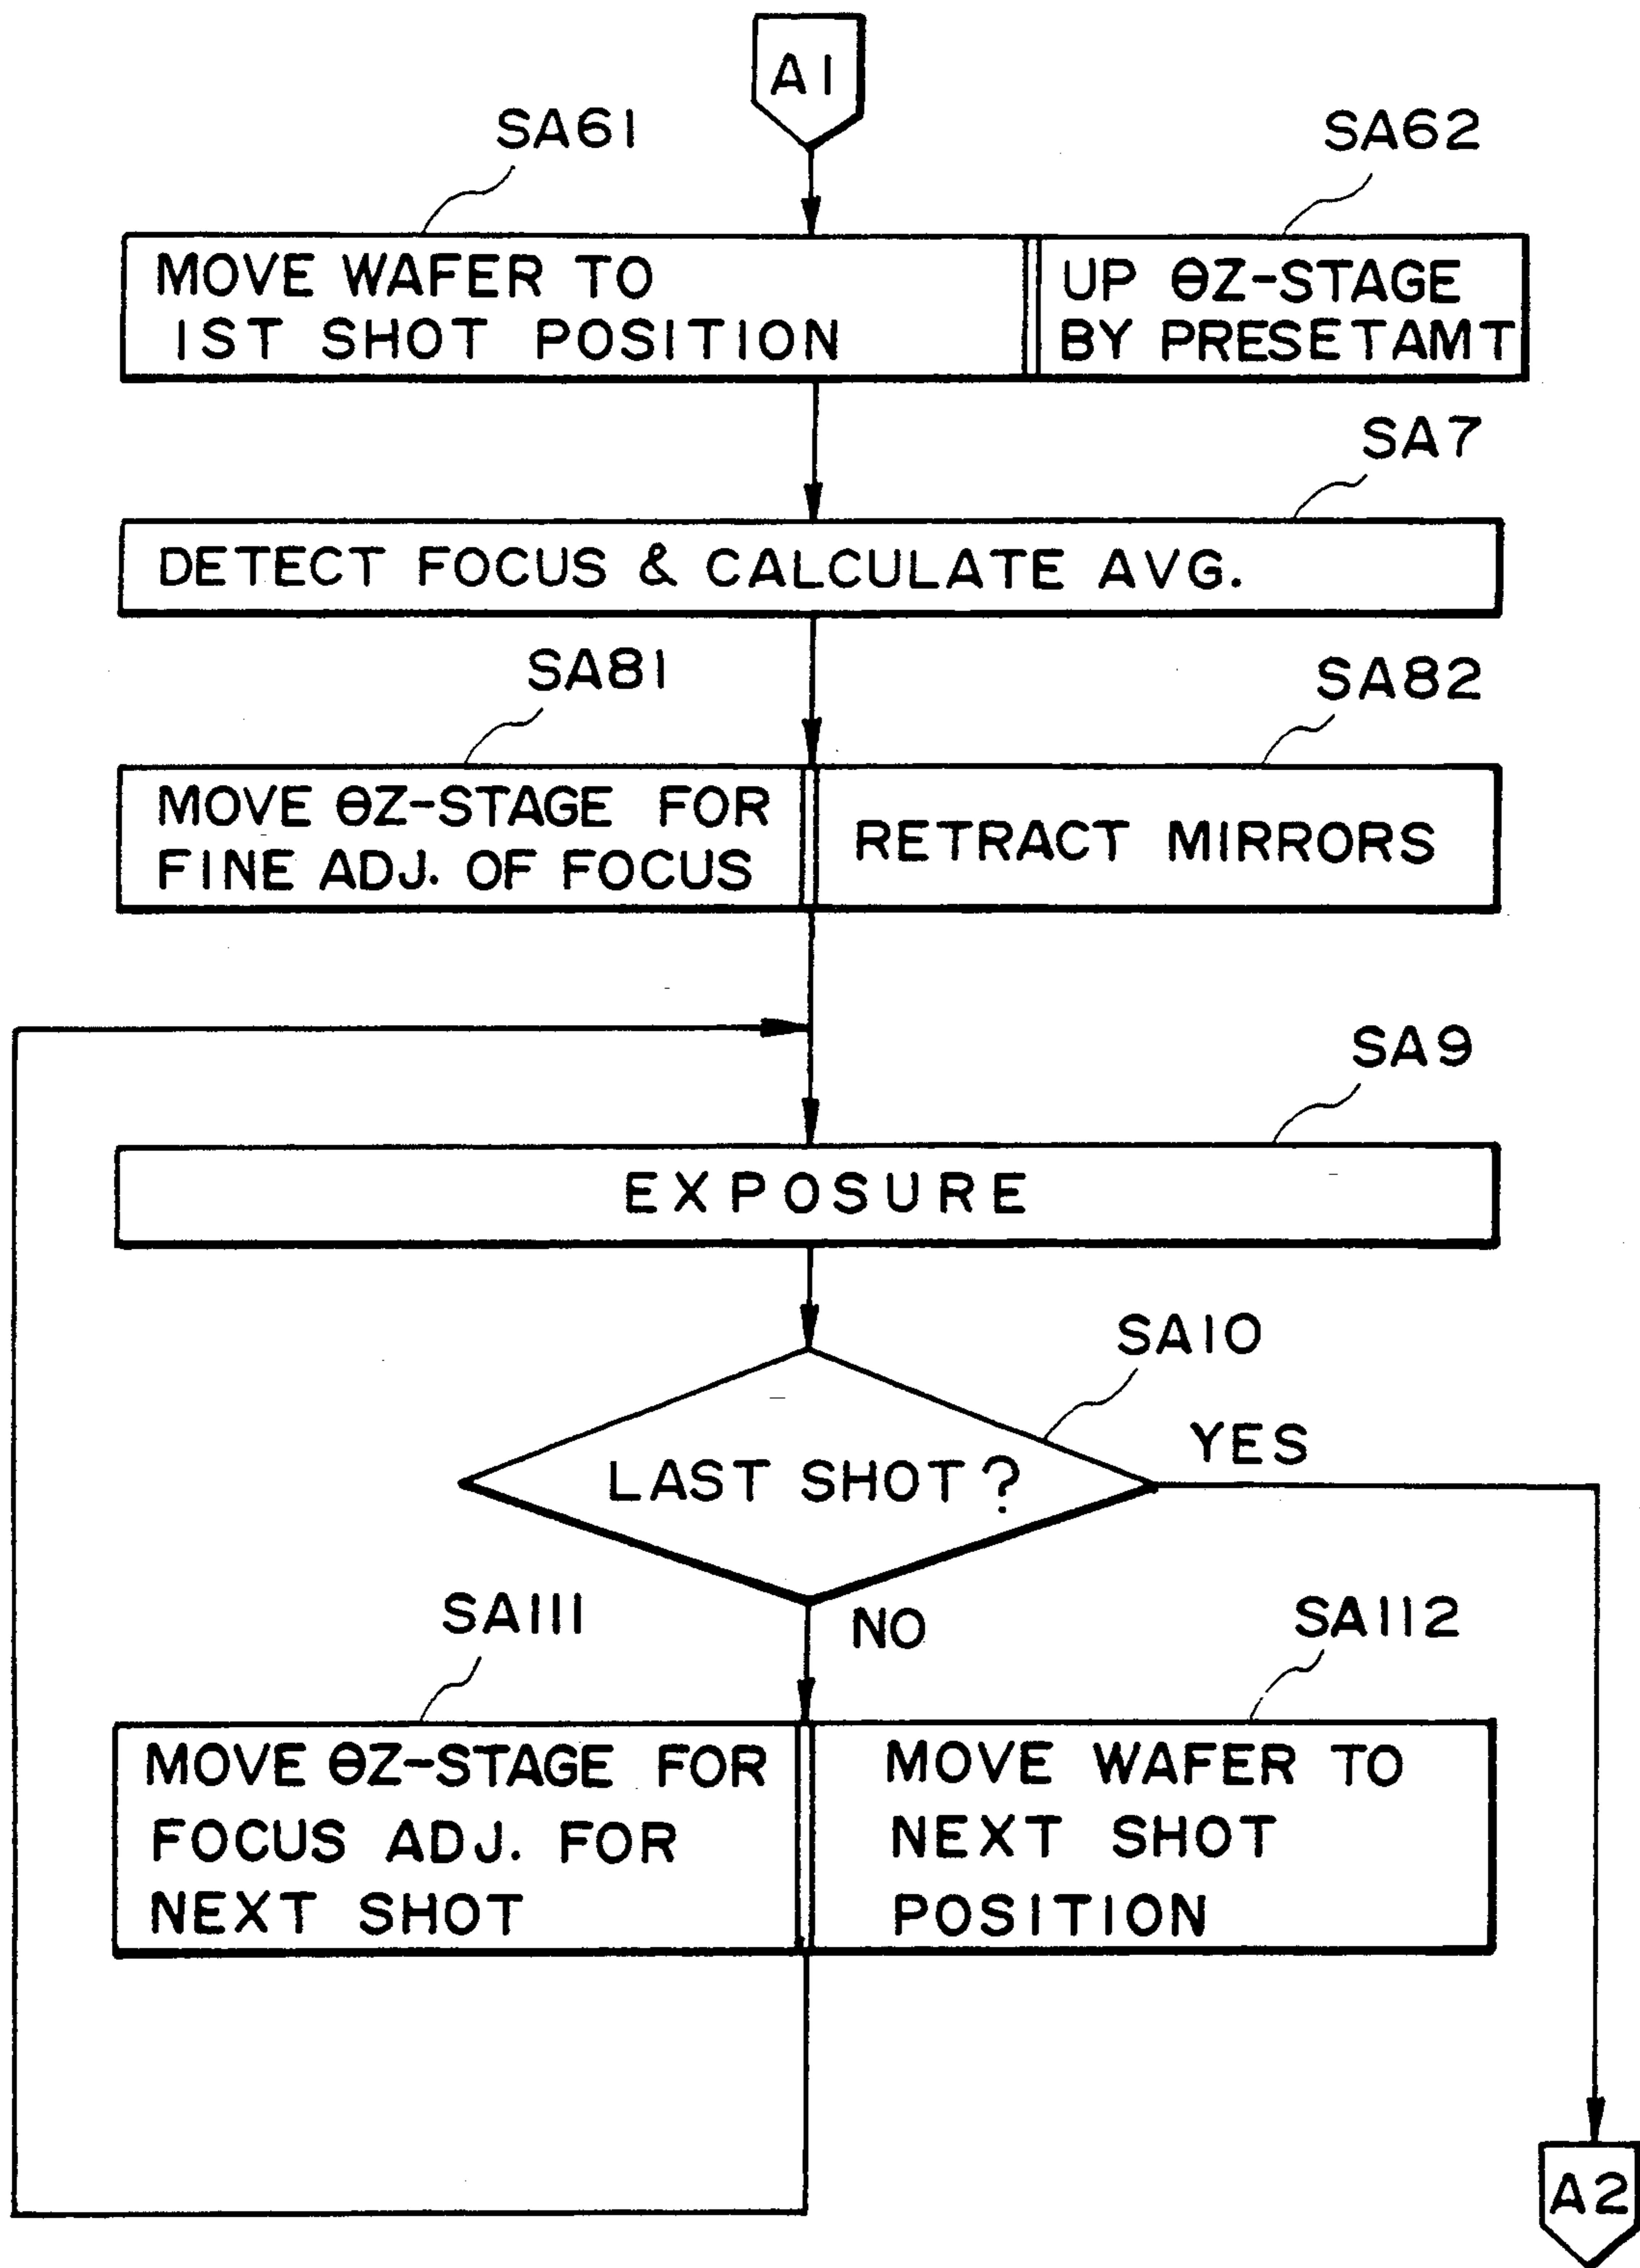 A1
SA61
SA62
MOVE WAFER TO
1ST SHOT POSITION
UP θZ-STAGE
BY PRESETAMT
SA7
DETECT FOCUS & CALCULATE AVG.
SA81
SA82
MOVE θZ-STAGE FOR
FINE ADJ. OF FOCUS
RETRACT MIRRORS
SA9
EXPOSURE
SA10
LAST SHOT?
YES
NO
SA111
SA112
MOVE θZ-STAGE FOR
FOCUS ADJ. FOR
NEXT SHOT
MOVE WAFER TO
NEXT SHOT
POSITION
A2